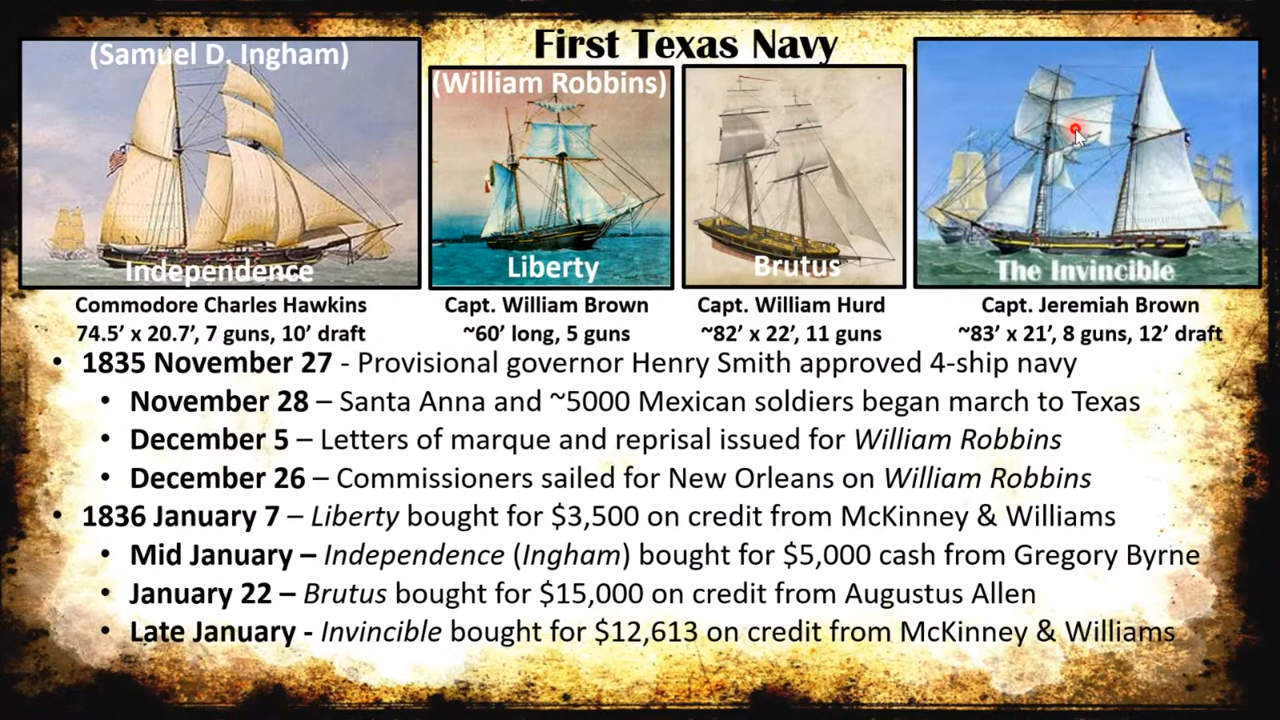 First Texas Navy
(Samuel D. Ingham)
Independence
(William Robbins)
Liberty
Brutus
The Invincible
Commodore Charles Hawkins
74.5’ x 20.7’, 7 guns, 10’ draft
Capt. William Brown
~60’ long, 5 guns
Capt. William Hurd
~82’ x 22’, 11 guns
Capt. Jeremiah Brown
~83’ x 21’, 8 guns, 12’ draft
• 1835 November 27 - Provisional governor Henry Smith approved 4-ship navy
• November 28 – Santa Anna and ~5000 Mexican soldiers began march to Texas
• December 5 – Letters of marque and reprisal issued for William Robbins
• December 26 – Commissioners sailed for New Orleans on William Robbins
• 1836 January 7 – Liberty bought for $3,500 on credit from McKinney & Williams
• Mid January – Independence (Ingham) bought for $5,000 cash from Gregory Byrne
• January 22 – Brutus bought for $15,000 on credit from Augustus Allen
• Late January - Invincible bought for $12,613 on credit from McKinney & Williams